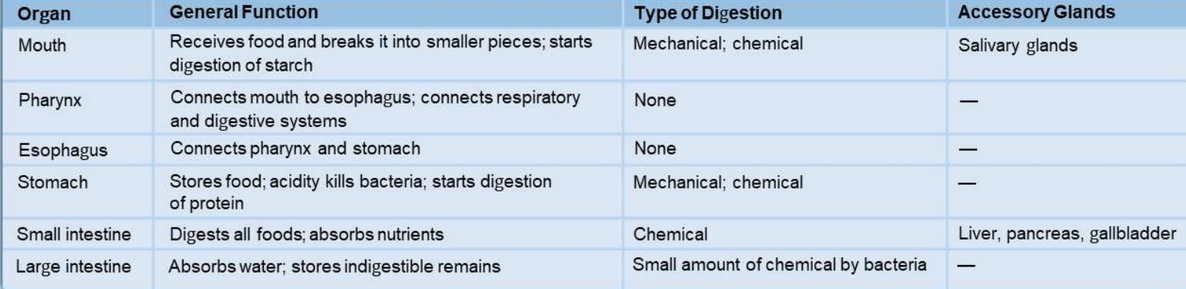 Organ General Function Type of Digestion Accessory Glands
Mouth Receives food and breaks it into smaller pieces; starts Mechanical; chemical Salivary glands
digestion of starch
Pharynx Connects mouth to esophagus; connects respiratory None —
and digestive systems
Esophagus Connects pharynx and stomach None —
Stomach Stores food; acidity kills bacteria; starts digestion Mechanical; chemical —
of protein
Small intestine Digests all foods; absorbs nutrients Chemical Liver, pancreas, gallbladder
Large intestine Absorbs water; stores indigestible remains Small amount of chemical by bacteria —